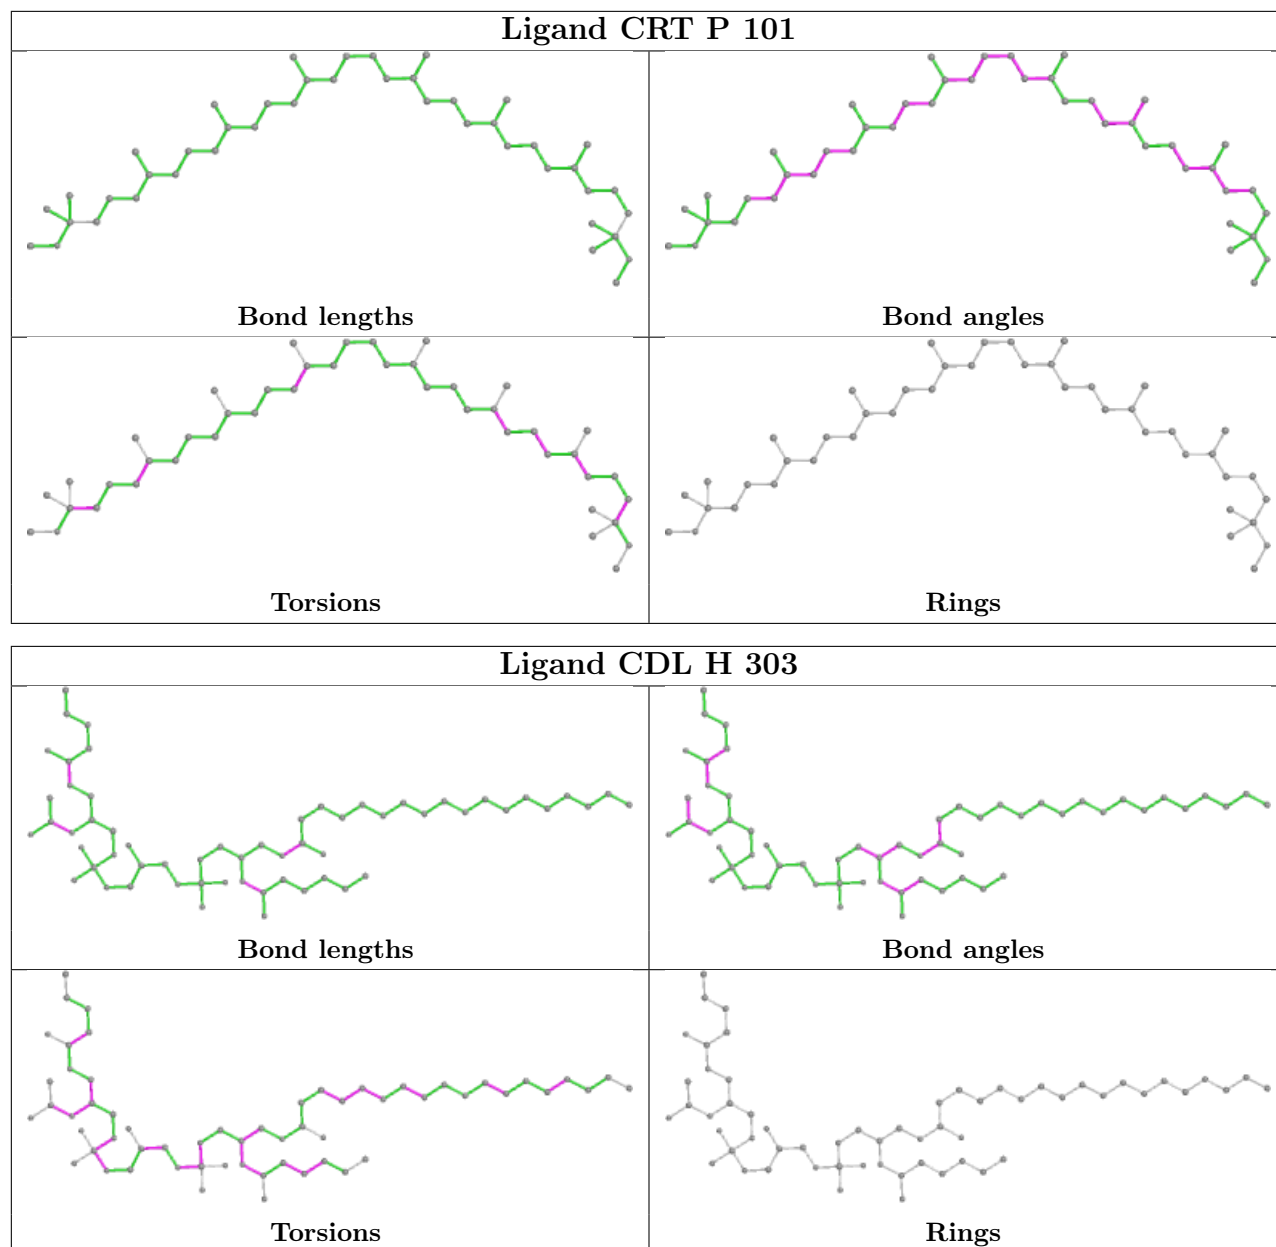 Ligand CRT P 101
Bond lengths
Bond angles
Torsions
Rings
Ligand CDL H 303
Bond lengths
Bond angles
Torsions
Rings